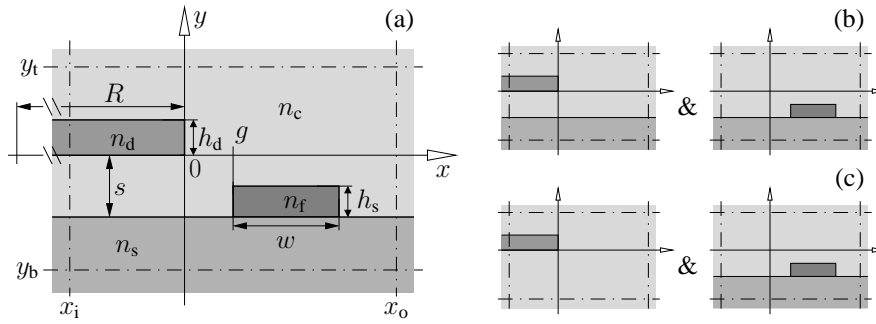 y (a)
y_t
R
n_c
n_d h_d g
0 x
s
n_f h_s
n_s w
y_b
x_i x_o
(b)
&
(c)
&